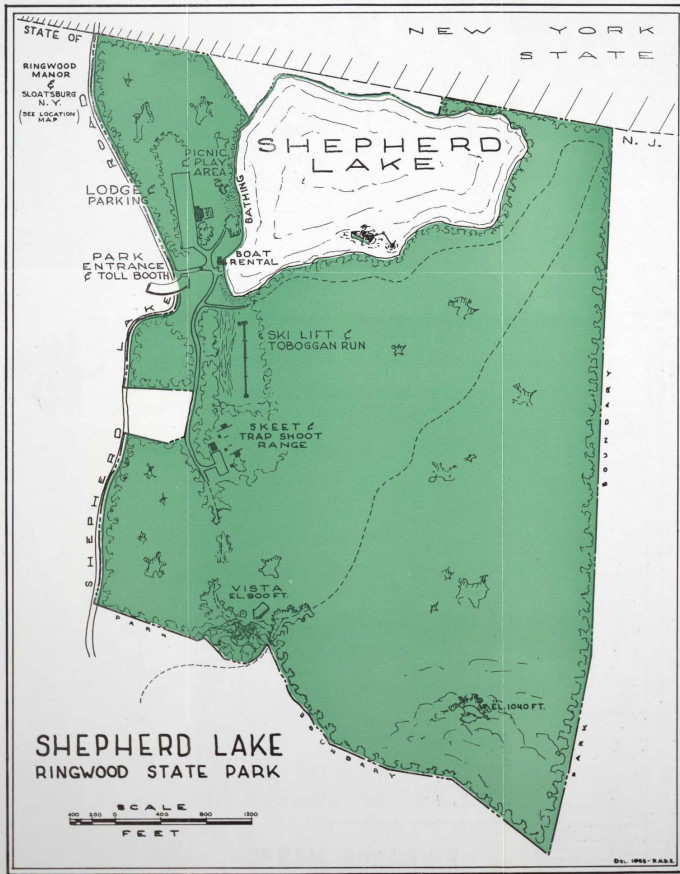 STATE OF
NEW YORK
STATE
RINGWOOD
MANOR
&
SLOATSBURG
N. Y.
(SEE LOCATION
MAP)
N. J.
SHEPHERD
LAKE
PICNIC
PLAY
AREA
LODGE
PARKING
BATHING
BOAT
RENTAL
PARK
ENTRANCE
& TOLL BOOTH
SHEPHERD LAKE ROAD
SKI LIFT &
TOBOGGAN RUN
SKEET &
TRAP SHOOT
RANGE
VISTA
EL. 900 FT.
EL. 1040 FT.
PARK BOUNDARY
PARK BOUNDARY
SHEPHERD LAKE
RINGWOOD STATE PARK
SCALE
400 200 0 400 800 1200
FEET